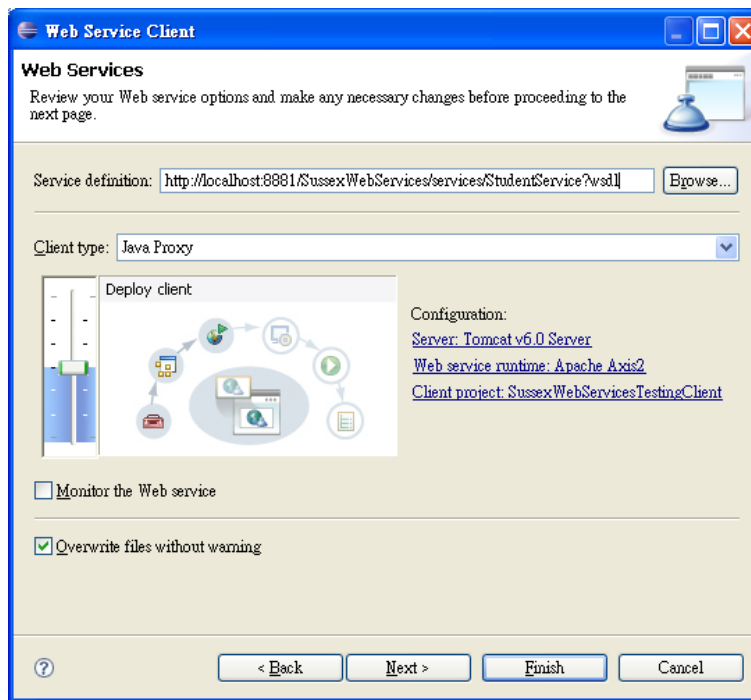 Web Service Client
Web Services
Review your Web service options and make any necessary changes before proceeding to the
next page.
Service definition: http://localhost:8881/SussexWebServices/services/StudentService?wsdl Browse...
Client type: Java Proxy
Deploy client
Configuration:
Server: Tomcat v6.0 Server
Web service runtime: Apache Axis2
Client project: SussexWebServicesTestingClient
Monitor the Web service
Overwrite files without warning
? < Back Next > Finish Cancel